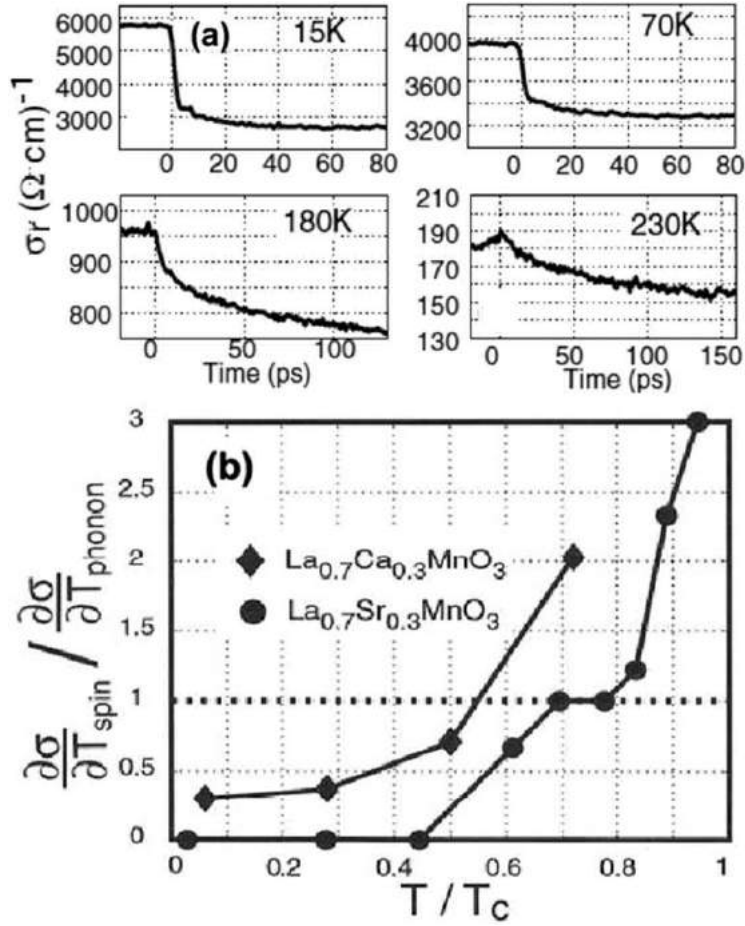 (a) 15K
6000
5000
4000
3000
0 20 40 60 80
70K
4000
3600
3200
0 20 40 60 80
σr (Ω·cm)-1
180K
1000
900
800
0 50 100
Time (ps)
230K
210
190
170
150
130
0 50 100 150
Time (ps)
(b)
3
2.5
2
1.5
1
0.5
0
La0.7Ca0.3MnO3
La0.7Sr0.3MnO3
∂σ/∂Tspin / ∂σ/∂Tphonon
0 0.2 0.4 0.6 0.8 1
T / TC